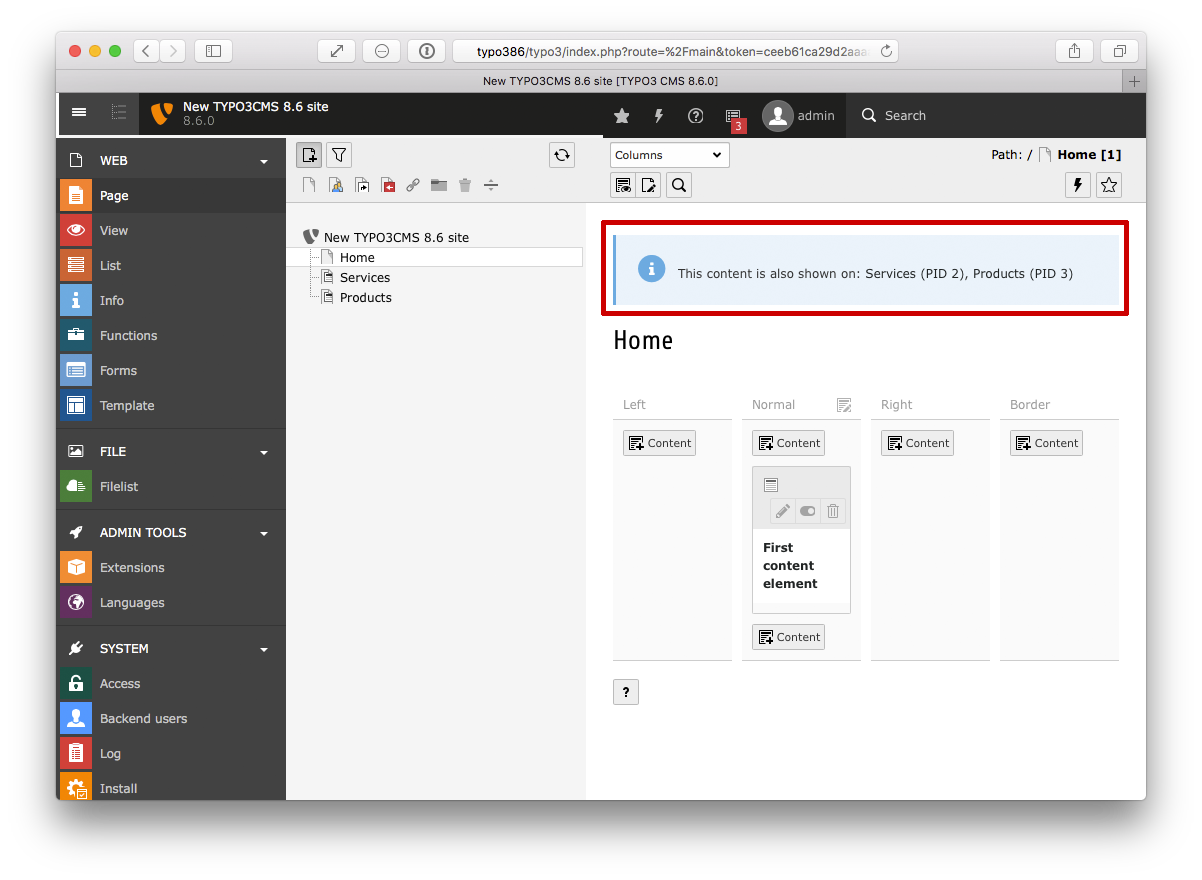 typo386/typo3/index.php?route=%2Fmain&token=ceeb61ca29d2aaa
New TYPO3CMS 8.6 site [TYPO3 CMS 8.6.0]
New TYPO3CMS 8.6 site
8.6.0
3
admin
Search
WEB
Page
View
List
Info
Functions
Forms
Template
FILE
Filelist
ADMIN TOOLS
Extensions
Languages
SYSTEM
Access
Backend users
Log
Install
New TYPO3CMS 8.6 site
Home
Services
Products
Columns
Path: / Home [1]
This content is also shown on: Services (PID 2), Products (PID 3)
Home
Left
Normal
Right
Border
Content
Content
Content
Content
First
content
element
Content
?